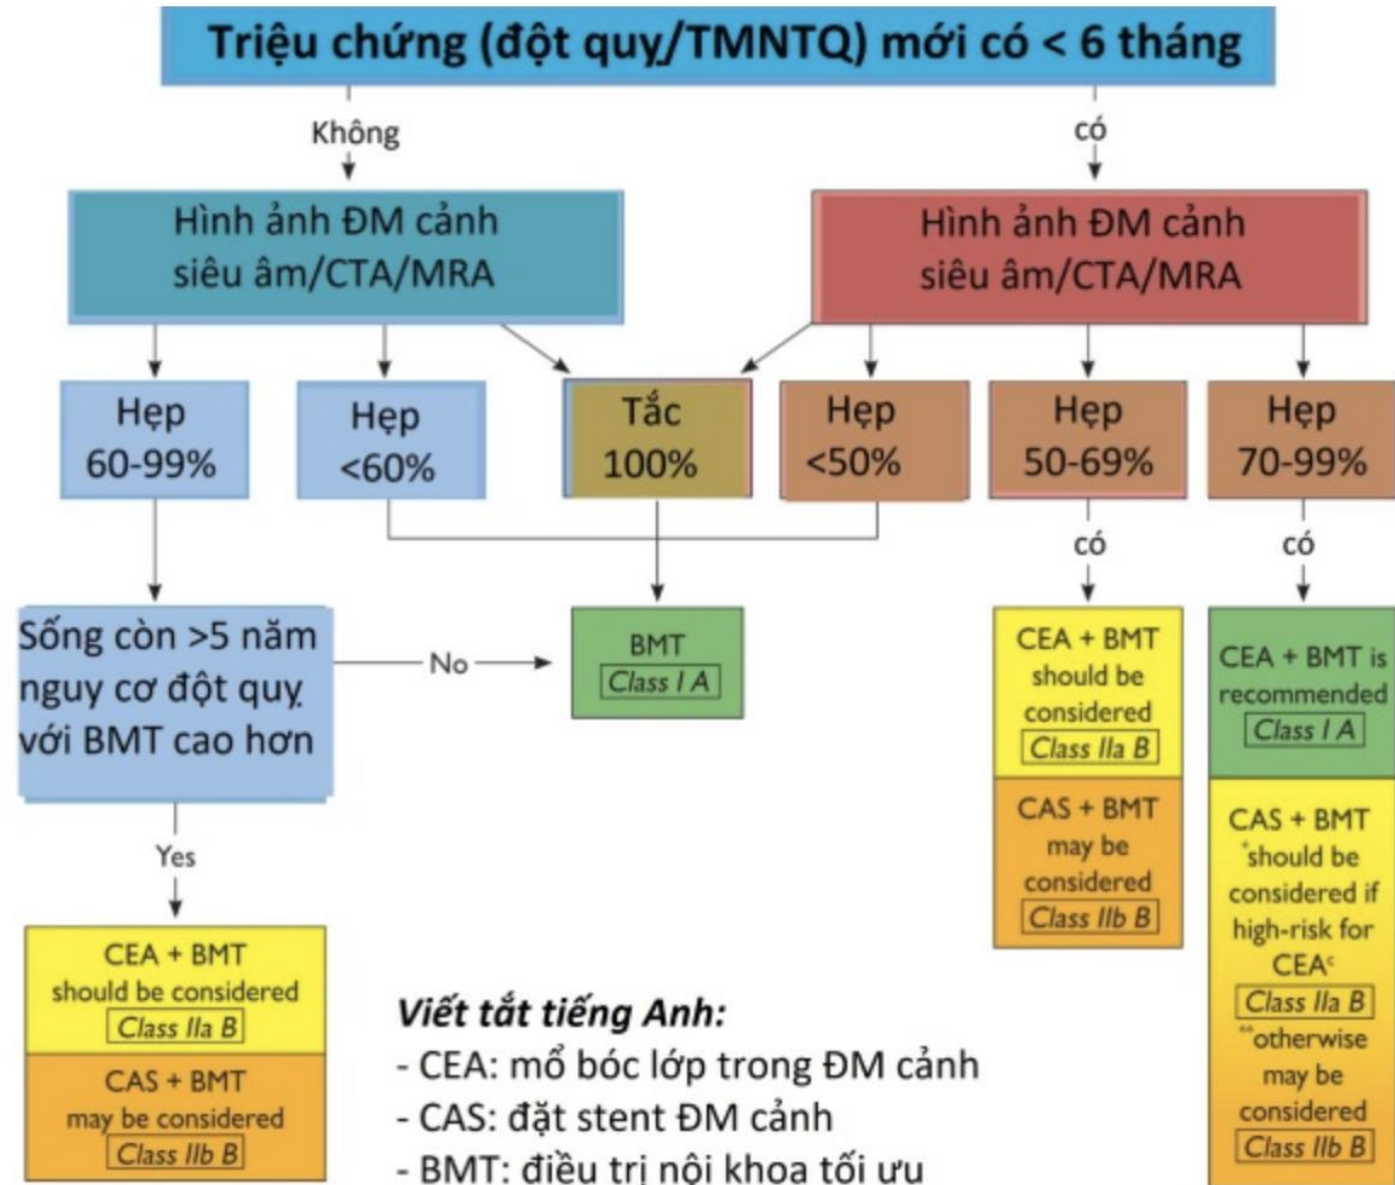 Triệu chứng (đột quỵ/TMNTQ) mới có < 6 tháng
Không
có
Hình ảnh ĐM cảnh
siêu âm/CTA/MRA
Hình ảnh ĐM cảnh
siêu âm/CTA/MRA
Hẹp
60-99%
Hẹp
<60%
Tắc
100%
Hẹp
<50%
Hẹp
50-69%
Hẹp
70-99%
có
có
Sống còn >5 năm
nguy cơ đột quỵ
với BMT cao hơn
No
BMT
Class I A
CEA + BMT
should be
considered
Class IIa B
CAS + BMT
may be
considered
Class IIb B
CEA + BMT is
recommended
Class I A
CAS + BMT
*should be
considered if
high-risk for
CEAᶜ
Class IIa B
**otherwise
may be
considered
Class IIb B
Yes
CEA + BMT
should be considered
Class IIa B
CAS + BMT
may be considered
Class IIb B
Viết tắt tiếng Anh:
- CEA: mổ bóc lớp trong ĐM cảnh
- CAS: đặt stent ĐM cảnh
- BMT: điều trị nội khoa tối ưu